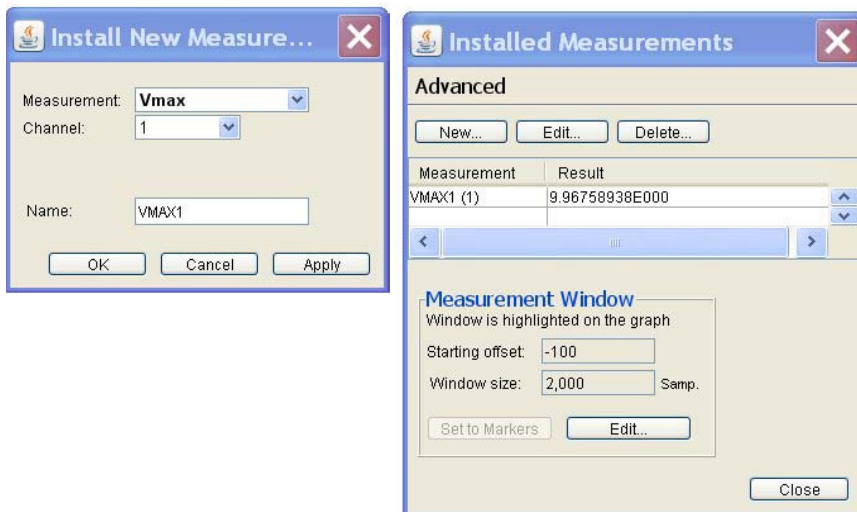 Install New Measure...
Measurement: Vmax
Channel: 1
Name: VMAX1
OK Cancel Apply
Installed Measurements
Advanced
New... Edit... Delete...
Measurement Result
VMAX1 (1) 9.96758938E000
Measurement Window
Window is highlighted on the graph
Starting offset: -100
Window size: 2,000 Samp.
Set to Markers Edit...
Close